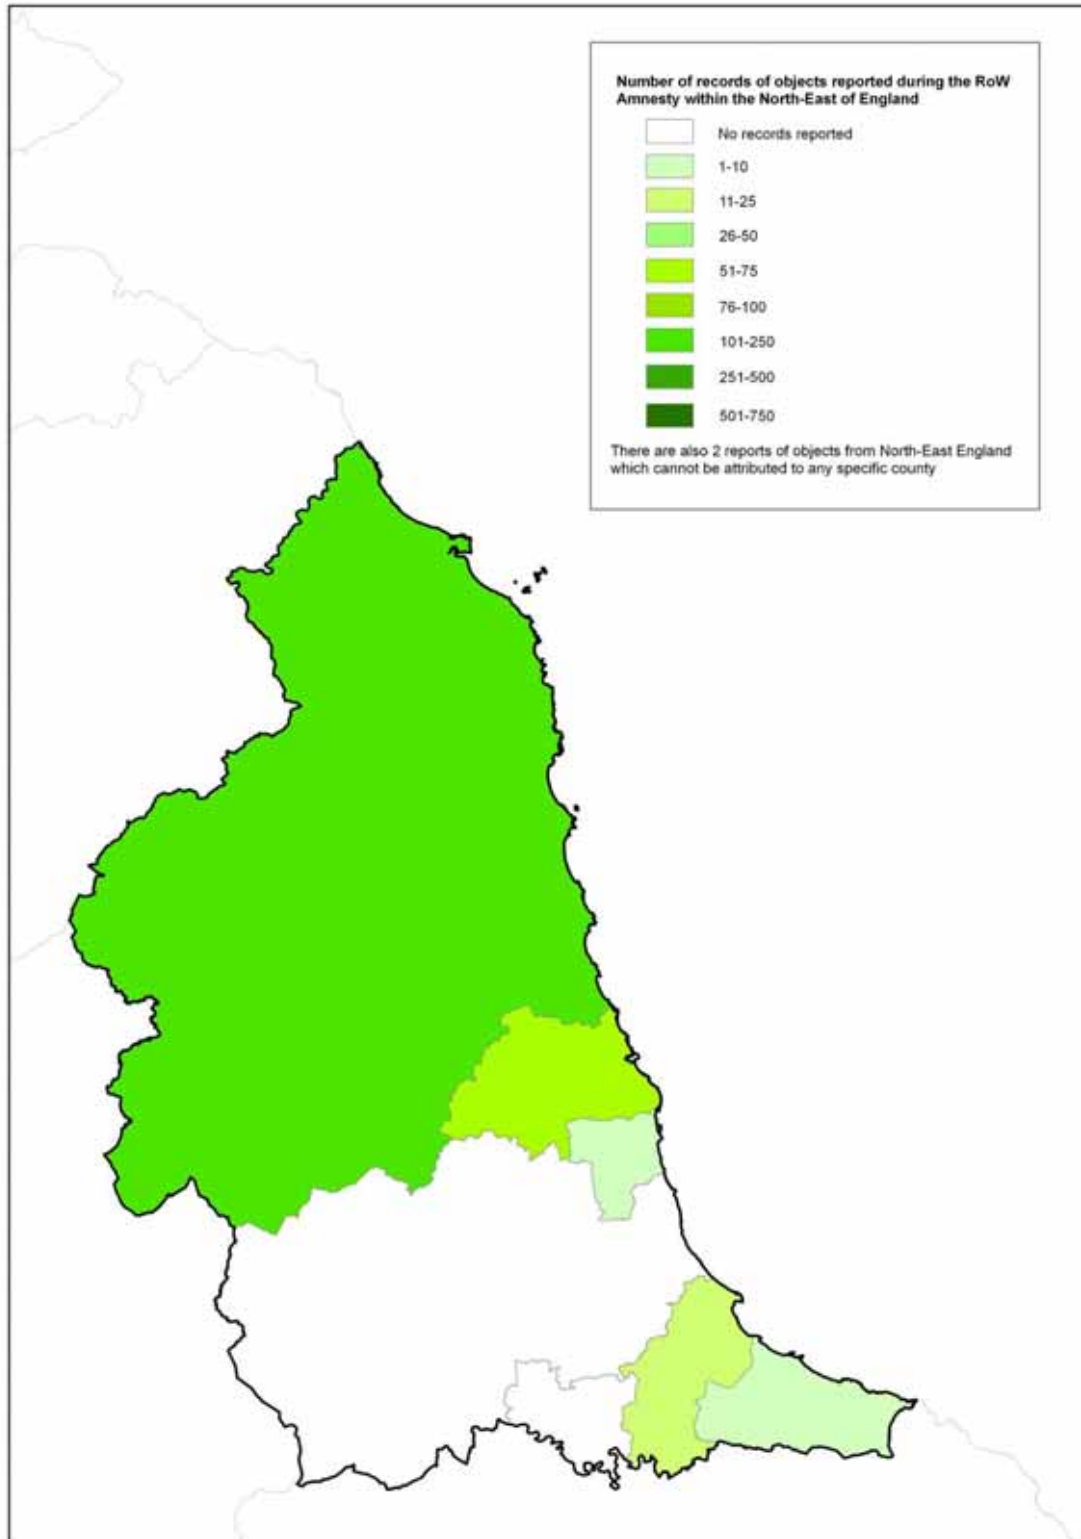 Number of records of objects reported during the RoW
Amnesty within the North-East of England
No records reported
1-10
11-25
26-50
51-75
76-100
101-250
251-500
501-750
There are also 2 reports of objects from North-East England
which cannot be attributed to any specific county